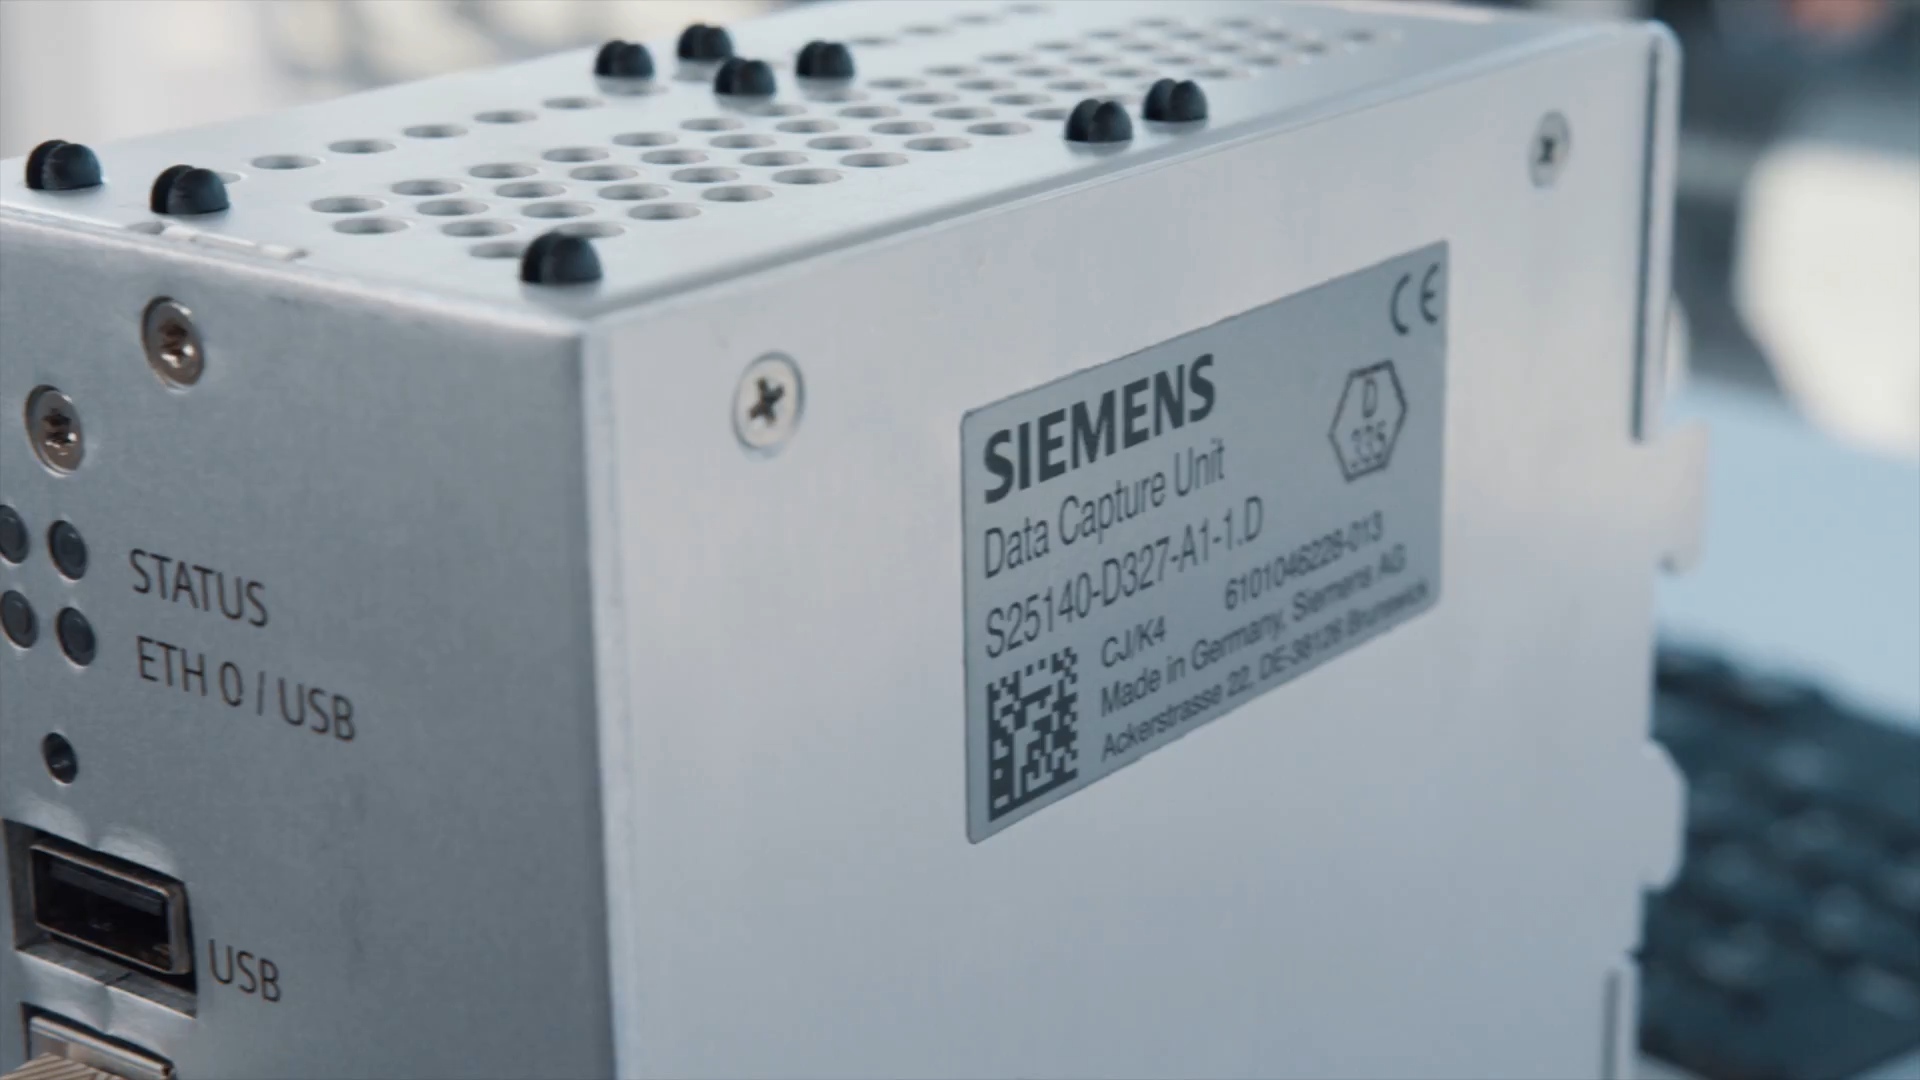 STATUS
ETH 0 / USB
USB
CE
SIEMENS
D
335
Data Capture Unit
S25140-D327-A1-1.D
CJ/K4 6101046228-013
Made in Germany, Siemens AG
Ackerstrasse 22, DE-38126 Brunswick